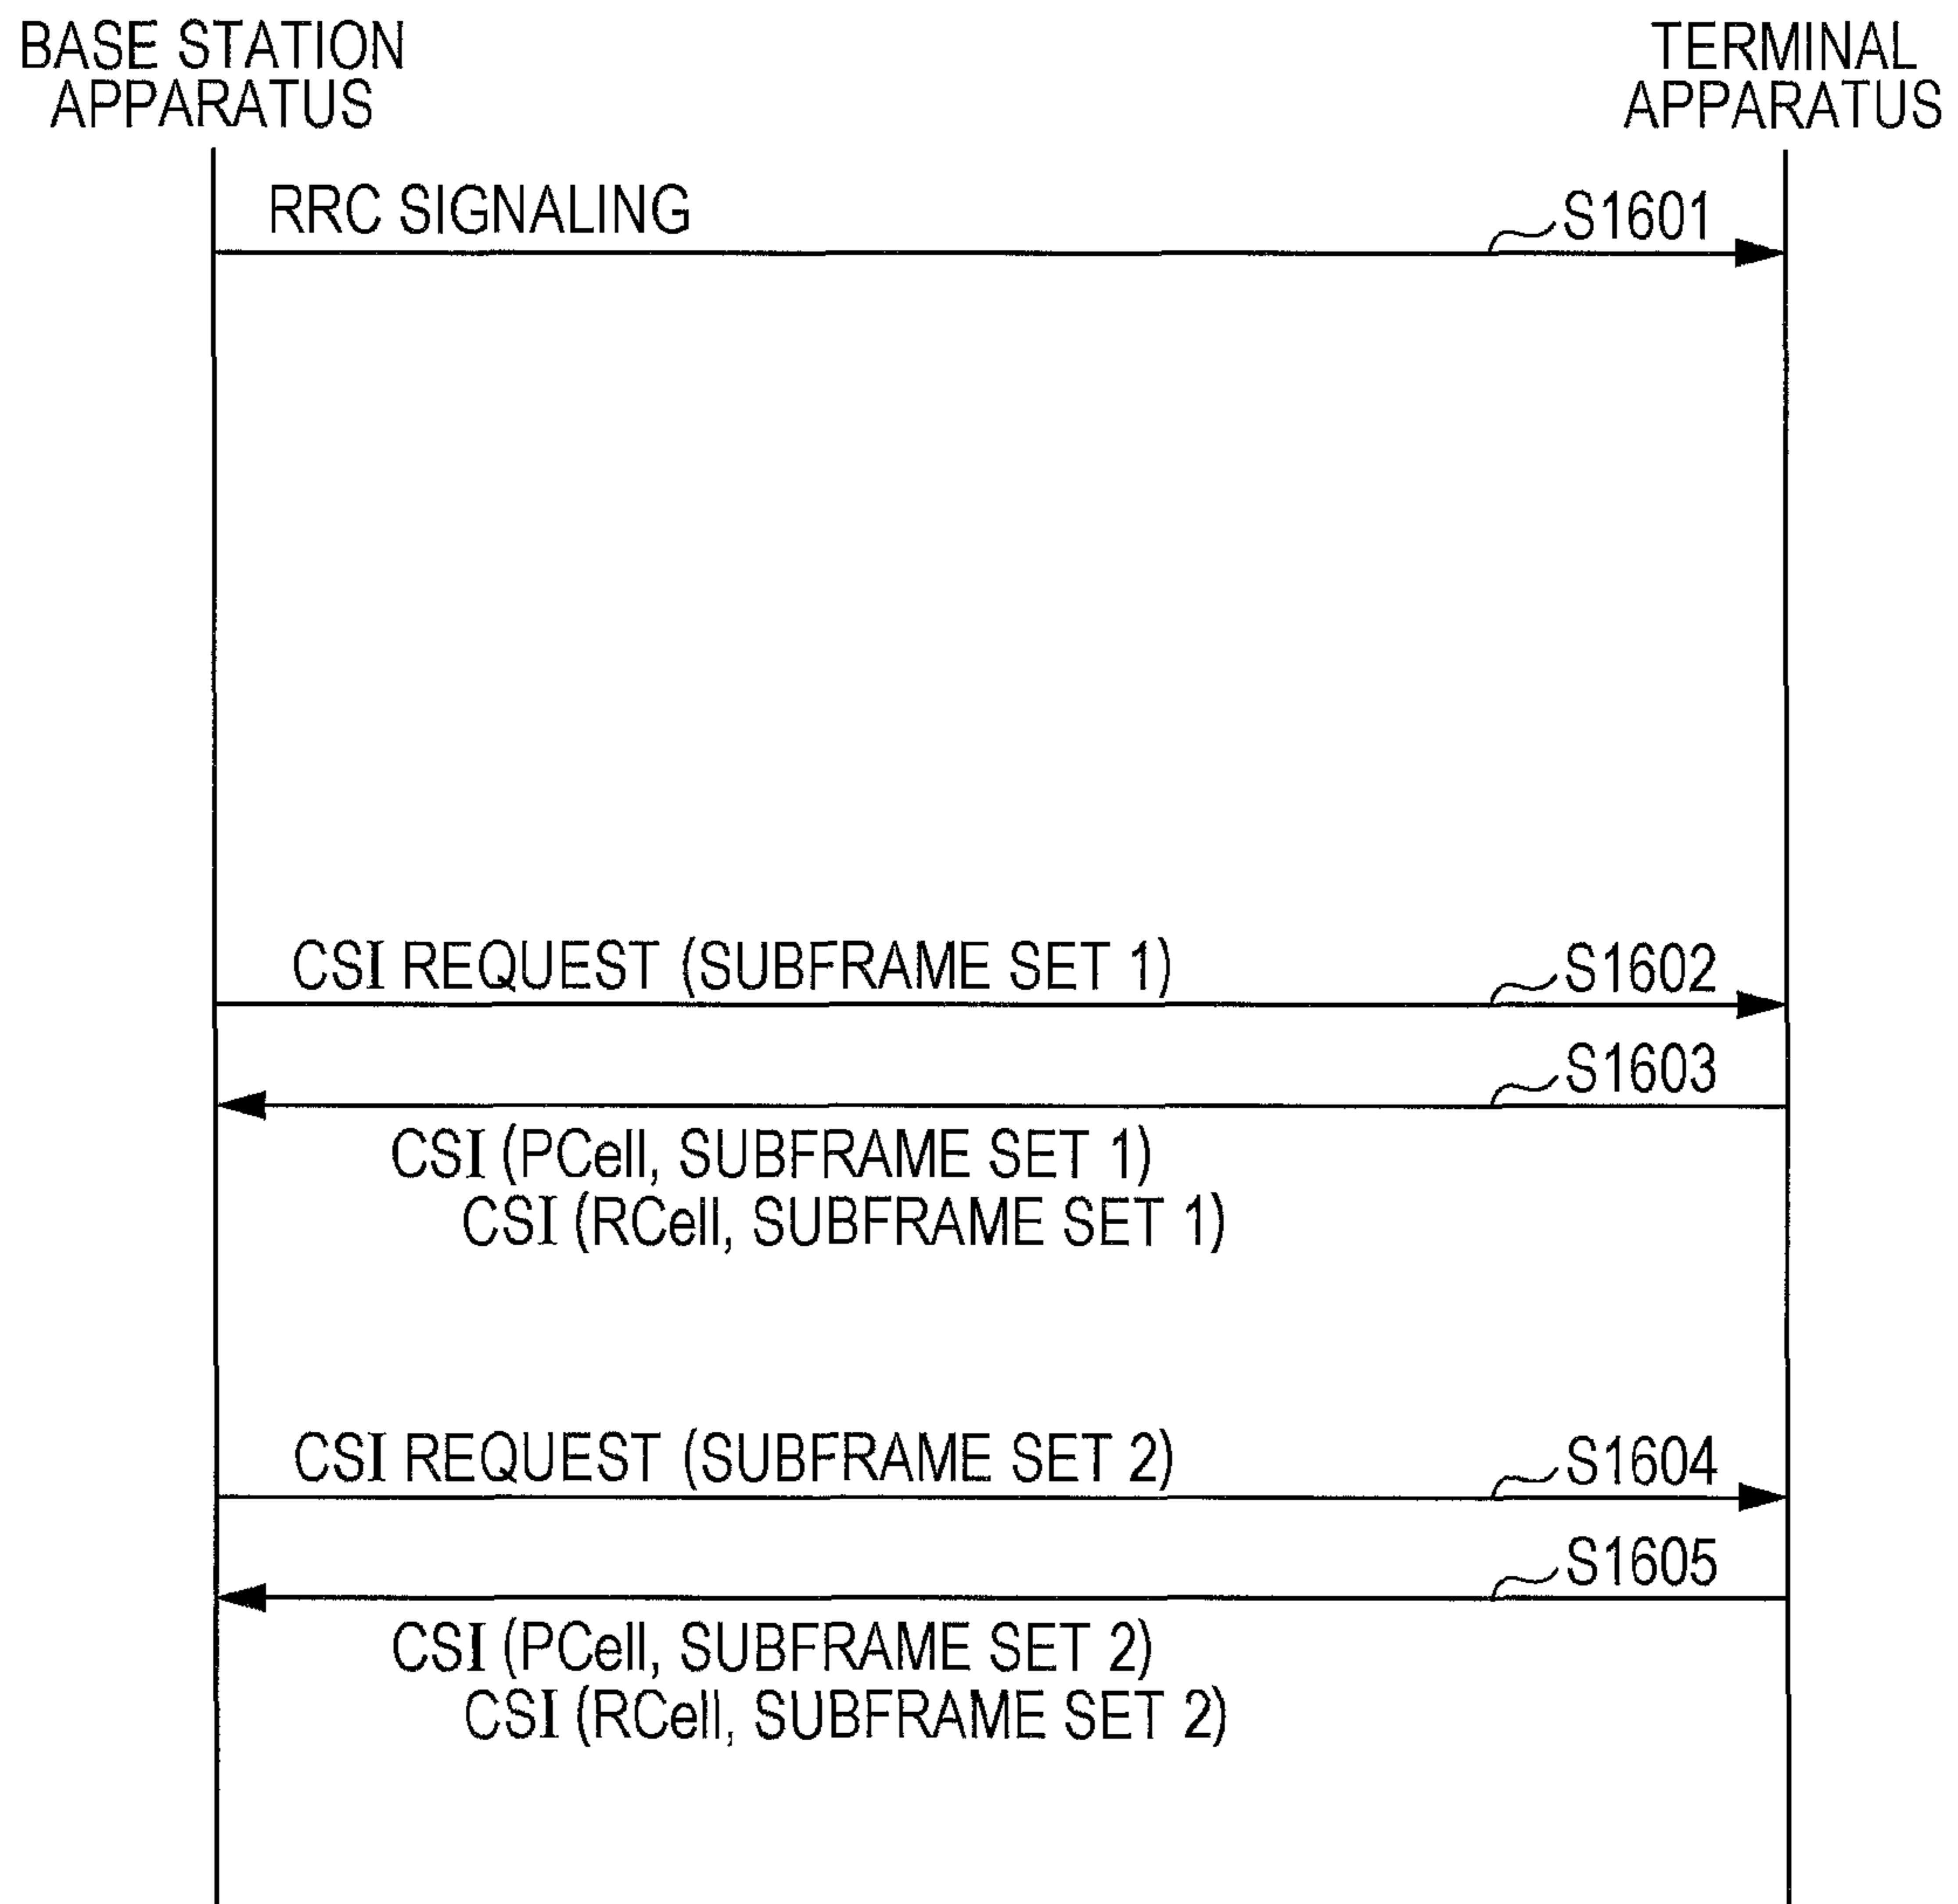 BASE STATION
APPARATUS
TERMINAL
APPARATUS
RRC SIGNALING
S1601
CSI REQUEST (SUBFRAME SET 1)
S1602
S1603
CSI (PCell, SUBFRAME SET 1)
CSI (RCell, SUBFRAME SET 1)
CSI REQUEST (SUBFRAME SET 2)
S1604
S1605
CSI (PCell, SUBFRAME SET 2)
CSI (RCell, SUBFRAME SET 2)